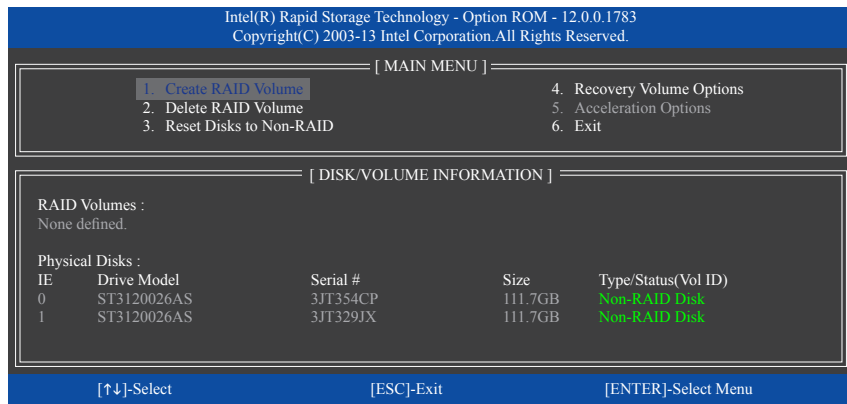 Intel(R) Rapid Storage Technology - Option ROM - 12.0.0.1783
Copyright(C) 2003-13 Intel Corporation.All Rights Reserved.
[ MAIN MENU ]
1. Create RAID Volume
2. Delete RAID Volume
3. Reset Disks to Non-RAID
4. Recovery Volume Options
5. Acceleration Options
6. Exit
[ DISK/VOLUME INFORMATION ]
RAID Volumes :
None defined.
Physical Disks :
IE Drive Model Serial # Size Type/Status(Vol ID)
0 ST3120026AS 3JT354CP 111.7GB Non-RAID Disk
1 ST3120026AS 3JT329JX 111.7GB Non-RAID Disk
[↑↓]-Select [ESC]-Exit [ENTER]-Select Menu